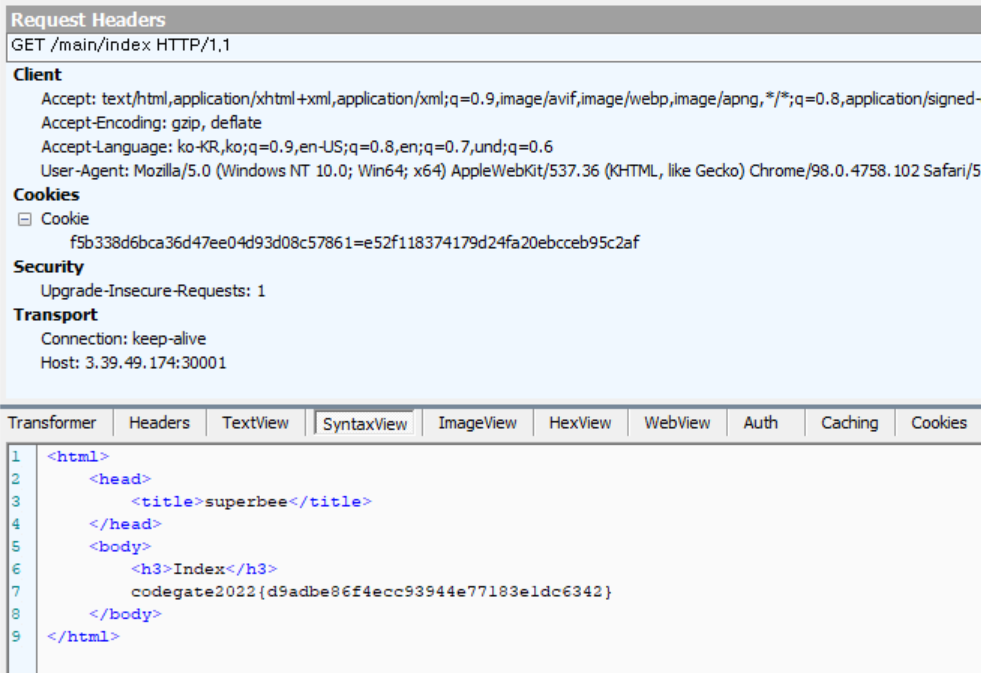 Request Headers
GET /main/index HTTP/1.1
Client
Accept: text/html,application/xhtml+xml,application/xml;q=0.9,image/avif,image/webp,image/apng,*/*;q=0.8,application/signed-
Accept-Encoding: gzip, deflate
Accept-Language: ko-KR,ko;q=0.9,en-US;q=0.8,en;q=0.7,und;q=0.6
User-Agent: Mozilla/5.0 (Windows NT 10.0; Win64; x64) AppleWebKit/537.36 (KHTML, like Gecko) Chrome/98.0.4758.102 Safari/5
Cookies
Cookie
f5b338d6bca36d47ee04d93d08c57861=e52f118374179d24fa20ebcceb95c2af
Security
Upgrade-Insecure-Requests: 1
Transport
Connection: keep-alive
Host: 3.39.49.174:30001
Transformer Headers TextView SyntaxView ImageView HexView WebView Auth Caching Cookies
1 <html>
2 <head>
3 <title>superbee</title>
4 </head>
5 <body>
6 <h3>Index</h3>
7 codegate2022{d9adbe86f4ecc93944e77183e1dc6342}
8 </body>
9 </html>